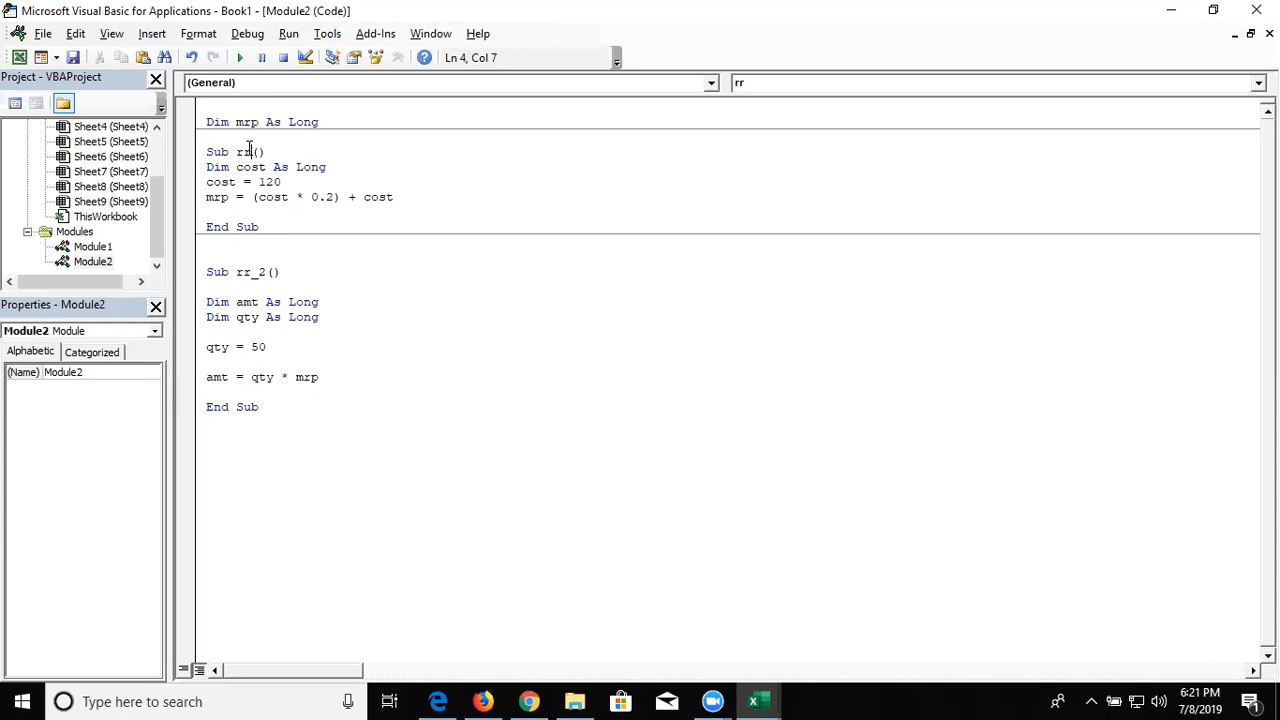 Microsoft Visual Basic for Applications - Book1 - [Module2 (Code)]
File Edit View Insert Format Debug Run Tools Add-Ins Window Help
Ln 4, Col 7
Project - VBAProject
(General)
rr
Sheet4 (Sheet4)
Sheet5 (Sheet5)
Sheet6 (Sheet6)
Sheet7 (Sheet7)
Sheet8 (Sheet8)
Sheet9 (Sheet9)
ThisWorkbook
Modules
Module1
Module2
Properties - Module2
Module2 Module
Alphabetic Categorized
(Name) Module2
Dim mrp As Long
Sub rr()
Dim cost As Long
cost = 120
mrp = (cost * 0.2) + cost
End Sub
Sub rr_2()
Dim amt As Long
Dim qty As Long
qty = 50
amt = qty * mrp
End Sub
Type here to search
6:21 PM
7/8/2019
1